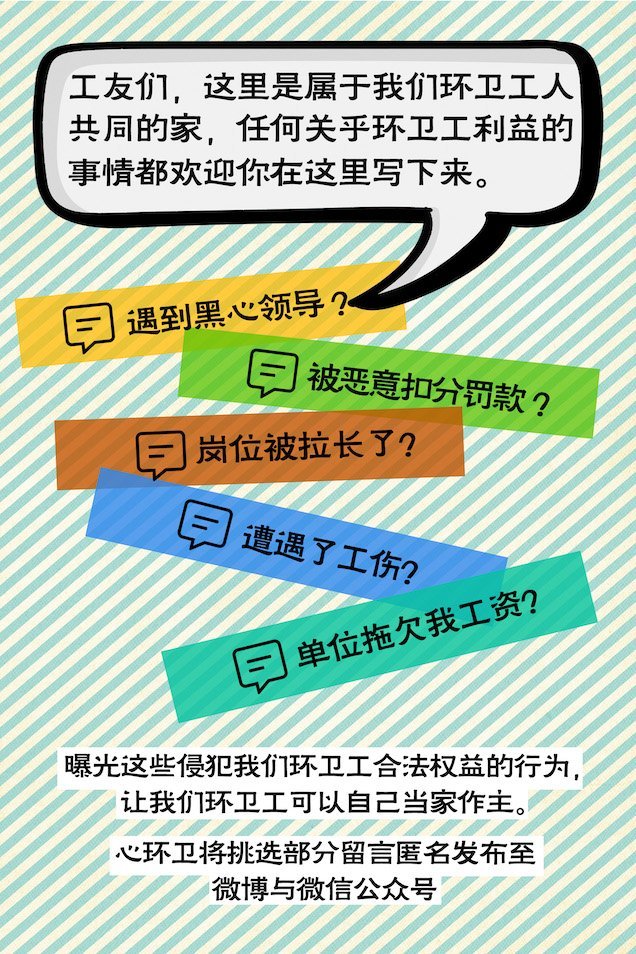 工友们，这里是属于我们环卫工人
共同的家，任何关乎环卫工利益的
事情都欢迎你在这里写下来。
遇到黑心领导？
被恶意扣分罚款？
岗位被拉长了？
遭遇了工伤？
单位拖欠我工资？
曝光这些侵犯我们环卫工合法权益的行为，
让我们环卫工可以自己当家作主。
心环卫将挑选部分留言匿名发布至
微博与微信公众号